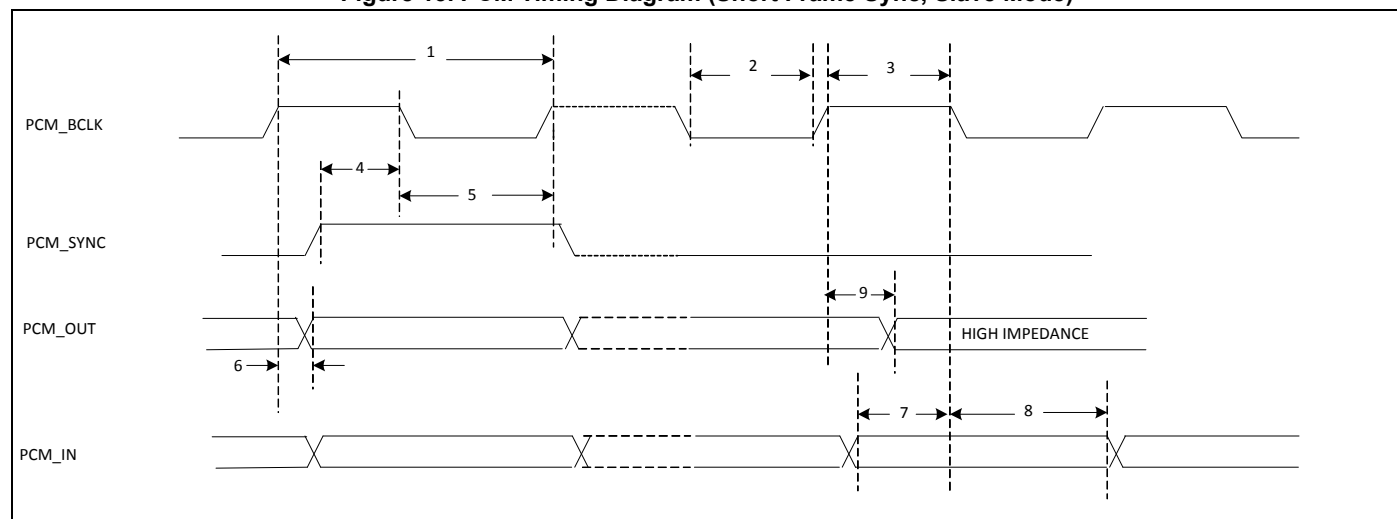 Figure PCM Timing Diagram (Short Frame Sync, Slave Mode)
1
2
3
PCM_BCLK
4
5
PCM_SYNC
9
PCM_OUT
HIGH IMPEDANCE
6
7
8
PCM_IN